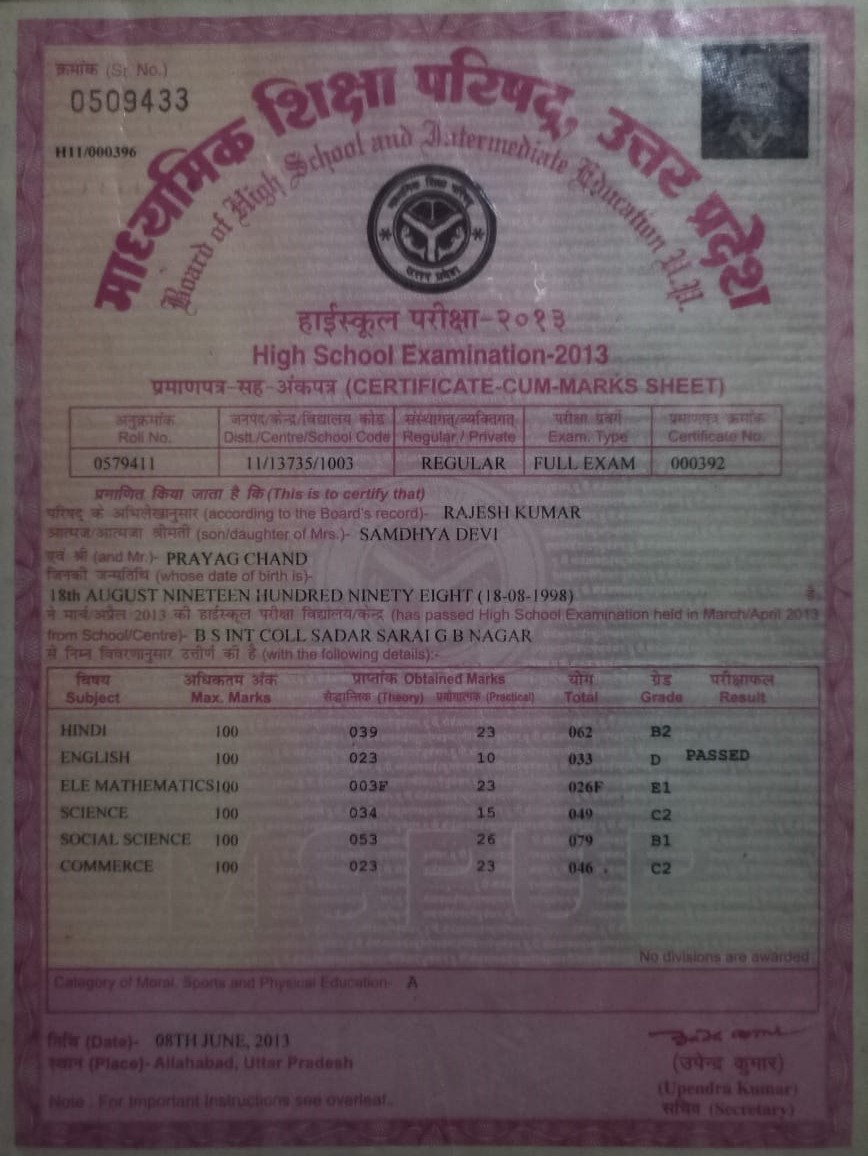 क्रमांक (Sr. No.)
0509433
H11/000396
माध्यमिक शिक्षा परिषद्, उत्तर प्रदेश
Board of High School and Intermediate Education U.P.
माध्यमिक शिक्षा परिषद्
उत्तर प्रदेश
हाईस्कूल परीक्षा-२०१३
High School Examination-2013
प्रमाणपत्र-सह-अंकपत्र (CERTIFICATE-CUM-MARKS SHEET)
अनुक्रमांक जनपद/केन्द्र/विद्यालय कोड संस्थागत/व्यक्तिगत परीक्षा प्रवर्ग प्रमाणपत्र क्रमांक
Roll No. Distt./Centre/School Code Regular / Private Exam. Type Certificate No.
0579411 11/13735/1003 REGULAR FULL EXAM 000392
प्रमाणित किया जाता है कि (This is to certify that)
परिषद् के अभिलेखानुसार (according to the Board's record)- RAJESH KUMAR
आत्मज/आत्मजा श्रीमती (son/daughter of Mrs.)- SAMDHYA DEVI
एवं श्री (and Mr.)- PRAYAG CHAND
जिनकी जन्मतिथि (whose date of birth is)-
18th AUGUST NINETEEN HUNDRED NINETY EIGHT (18-08-1998) है,
ने मार्च/अप्रैल 2013 की हाईस्कूल परीक्षा विद्यालय/केन्द्र (has passed High School Examination held in March/April 2013
from School/Centre)- B S INT COLL SADAR SARAI G B NAGAR
से निम्न विवरणानुसार उत्तीर्ण की है (with the following details):-
विषय अधिकतम अंक प्राप्तांक Obtained Marks योग ग्रेड परीक्षाफल
Subject Max. Marks सैद्धान्तिक (Theory) प्रयोगात्मक (Practical) Total Grade Result
HINDI 100 039 23 062 B2
ENGLISH 100 023 10 033 D PASSED
ELE MATHEMATICS 100 003F 23 026F E1
SCIENCE 100 034 15 049 C2
SOCIAL SCIENCE 100 053 26 079 B1
COMMERCE 100 023 23 046 C2
No divisions are awarded
Category of Moral, Sports and Physical Education- A
तिथि (Date)- 08TH JUNE, 2013
स्थान (Place)- Allahabad, Uttar Pradesh
(उपेन्द्र कुमार)
(Upendra Kumar)
सचिव (Secretary)
Note : For Important Instructions see overleaf.